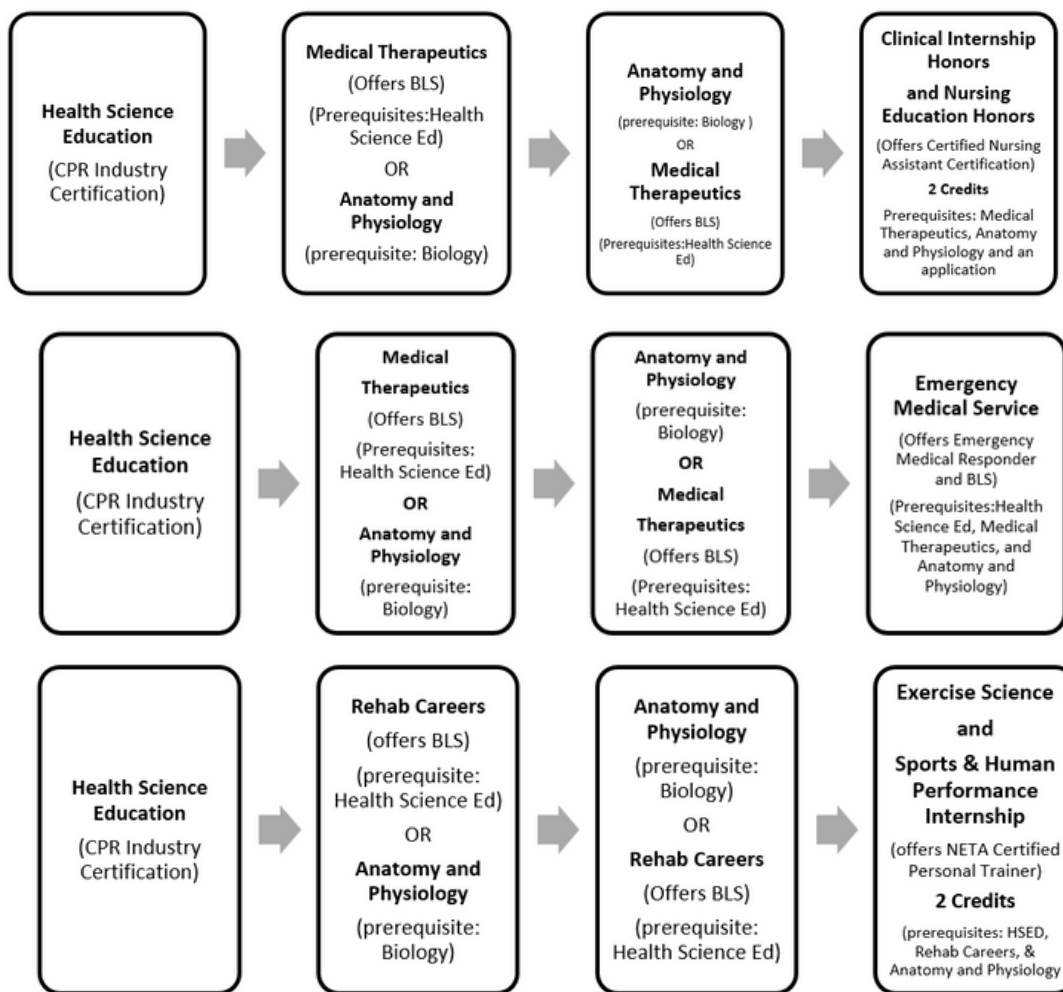 Health Science
Education
(CPR Industry
Certification)
Medical Therapeutics
(Offers BLS)
(Prerequisites:Health
Science Ed)
OR
Anatomy and
Physiology
(prerequisite: Biology)
Anatomy and
Physiology
(prerequisite: Biology )
OR
Medical
Therapeutics
(Offers BLS)
(Prerequisites:Health Science
Ed)
Clinical Internship
Honors
and Nursing
Education Honors
(Offers Certified Nursing
Assistant Certification)
2 Credits
Prerequisites: Medical
Therapeutics, Anatomy
and Physiology and an
application
Health Science
Education
(CPR Industry
Certification)
Medical
Therapeutics
(Offers BLS)
(Prerequisites:
Health Science Ed)
OR
Anatomy and
Physiology
(prerequisite:
Biology)
Anatomy and
Physiology
(prerequisite:
Biology)
OR
Medical
Therapeutics
(Offers BLS)
(Prerequisites:
Health Science Ed)
Emergency
Medical Service
(Offers Emergency
Medical Responder
and BLS)
(Prerequisites:Health
Science Ed, Medical
Therapeutics, and
Anatomy and
Physiology)
Health Science
Education
(CPR Industry
Certification)
Rehab Careers
(offers BLS)
(prerequisite:
Health Science Ed)
OR
Anatomy and
Physiology
(prerequisite:
Biology)
Anatomy and
Physiology
(prerequisite:
Biology)
OR
Rehab Careers
(Offers BLS)
(prerequisite:
Health Science Ed)
Exercise Science
and
Sports & Human
Performance
Internship
(offers NETA Certified
Personal Trainer)
2 Credits
(prerequisites: HSED,
Rehab Careers, &
Anatomy and Physiology